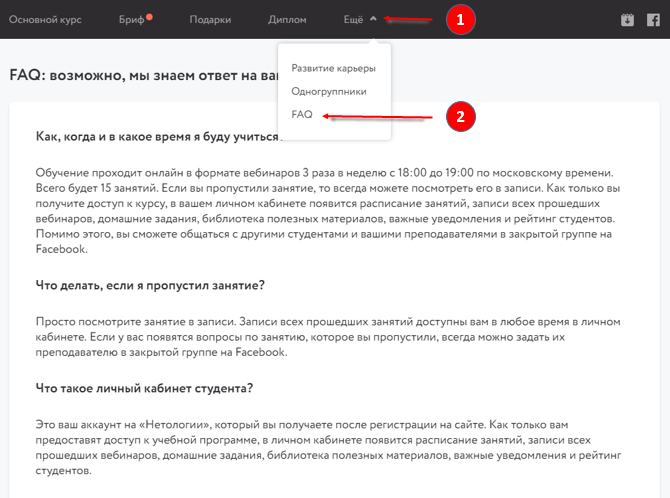 Основной курс Бриф Подарки Диплом Ещё 1
Развитие карьеры
Одногруппники
FAQ 2
FAQ: возможно, мы знаем ответ на ва
Как, когда и в какое время я буду учиться?
Обучение проходит онлайн в формате вебинаров 3 раза в неделю с 18:00 до 19:00 по московскому времени.
Всего будет 15 занятий. Если вы пропустили занятие, то всегда можете посмотреть его в записи. Как только вы
получите доступ к курсу, в вашем личном кабинете появится расписание занятий, записи всех прошедших
вебинаров, домашние задания, библиотека полезных материалов, важные уведомления и рейтинг студентов.
Помимо этого, вы сможете общаться с другими студентами и вашими преподавателями в закрытой группе на
Facebook.
Что делать, если я пропустил занятие?
Просто посмотрите занятие в записи. Записи всех прошедших занятий доступны вам в любое время в личном
кабинете. Если у вас появятся вопросы по занятию, которое вы пропустили, всегда можно задать их
преподавателю в закрытой группе на Facebook.
Что такое личный кабинет студента?
Это ваш аккаунт на «Нетологии», который вы получаете после регистрации на сайте. Как только вам
предоставят доступ к учебной программе, в личном кабинете появится расписание занятий, записи всех
прошедших вебинаров, домашние задания, библиотека полезных материалов, важные уведомления и рейтинг
студентов.